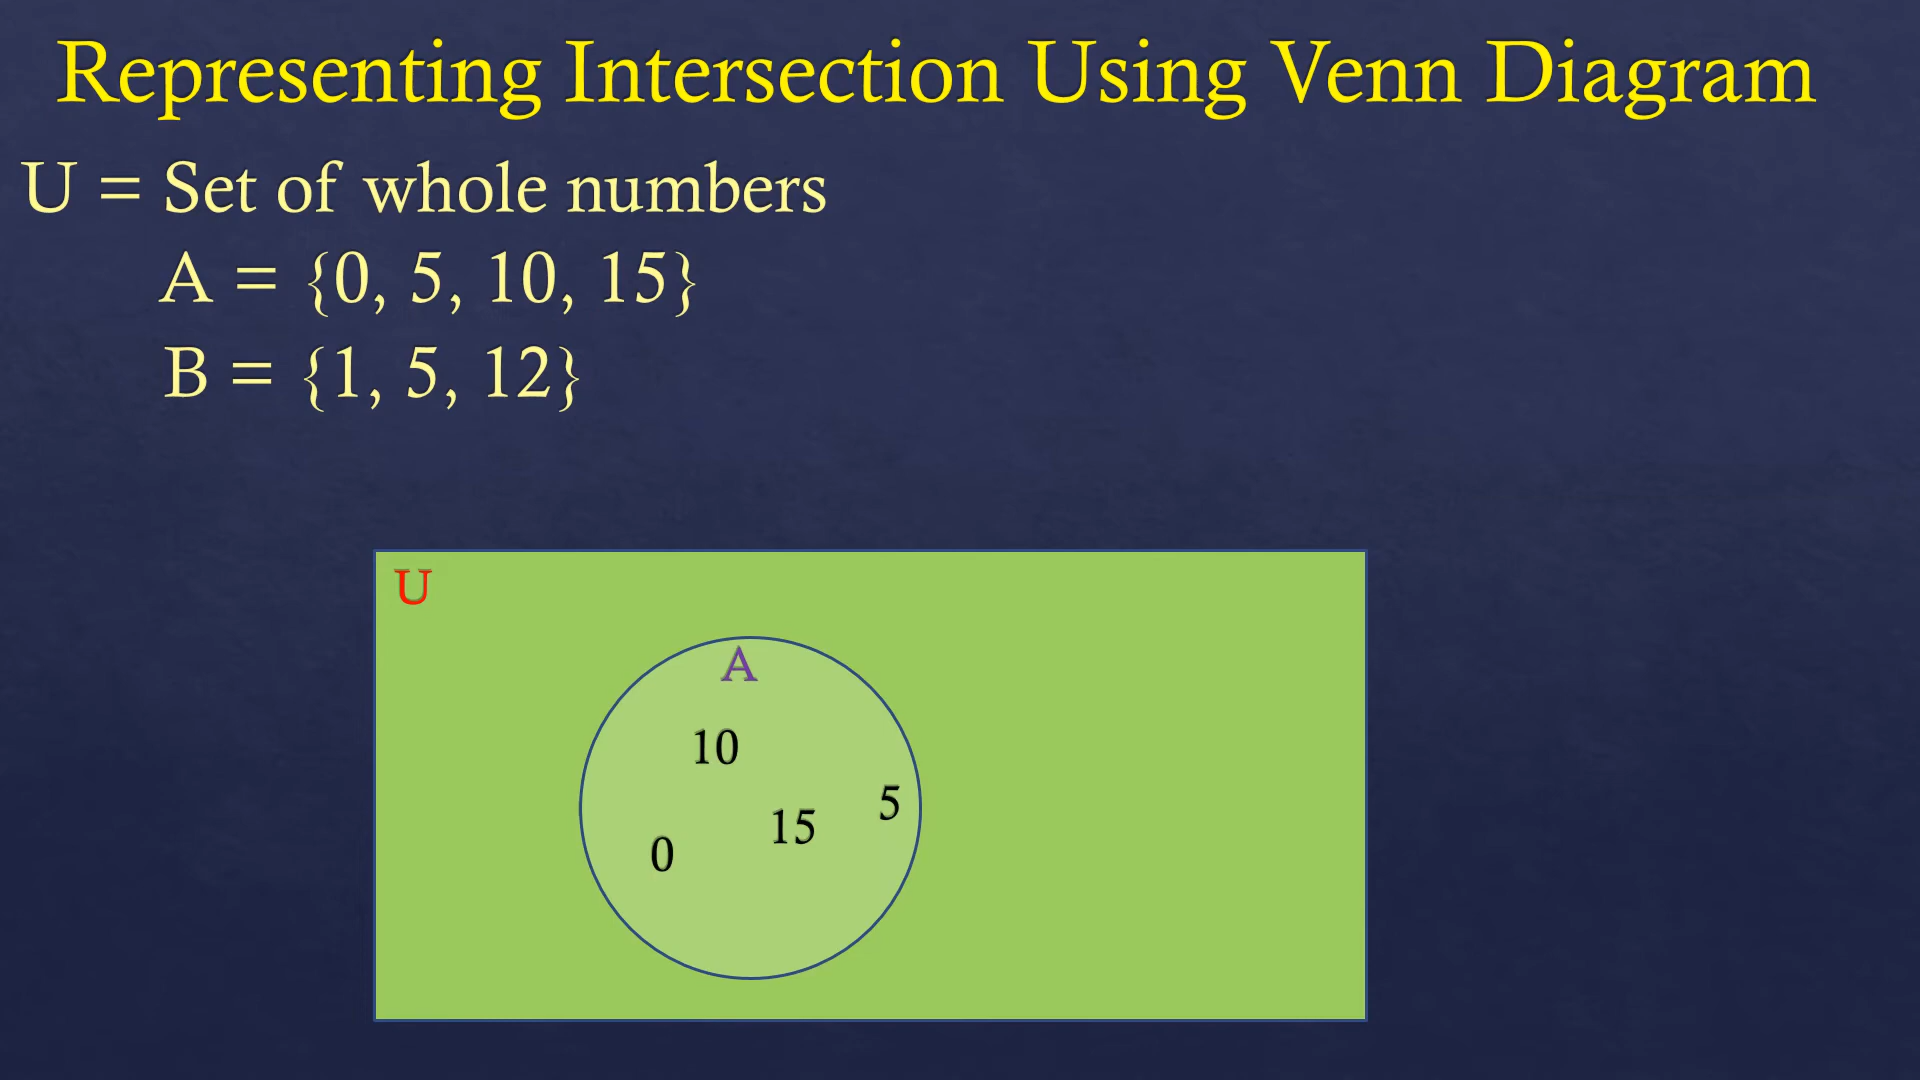 Representing Intersection Using Venn Diagram
U = Set of whole numbers
A = {0, 5, 10, 15}
B = {1, 5, 12}
U
A
10
5
15
0